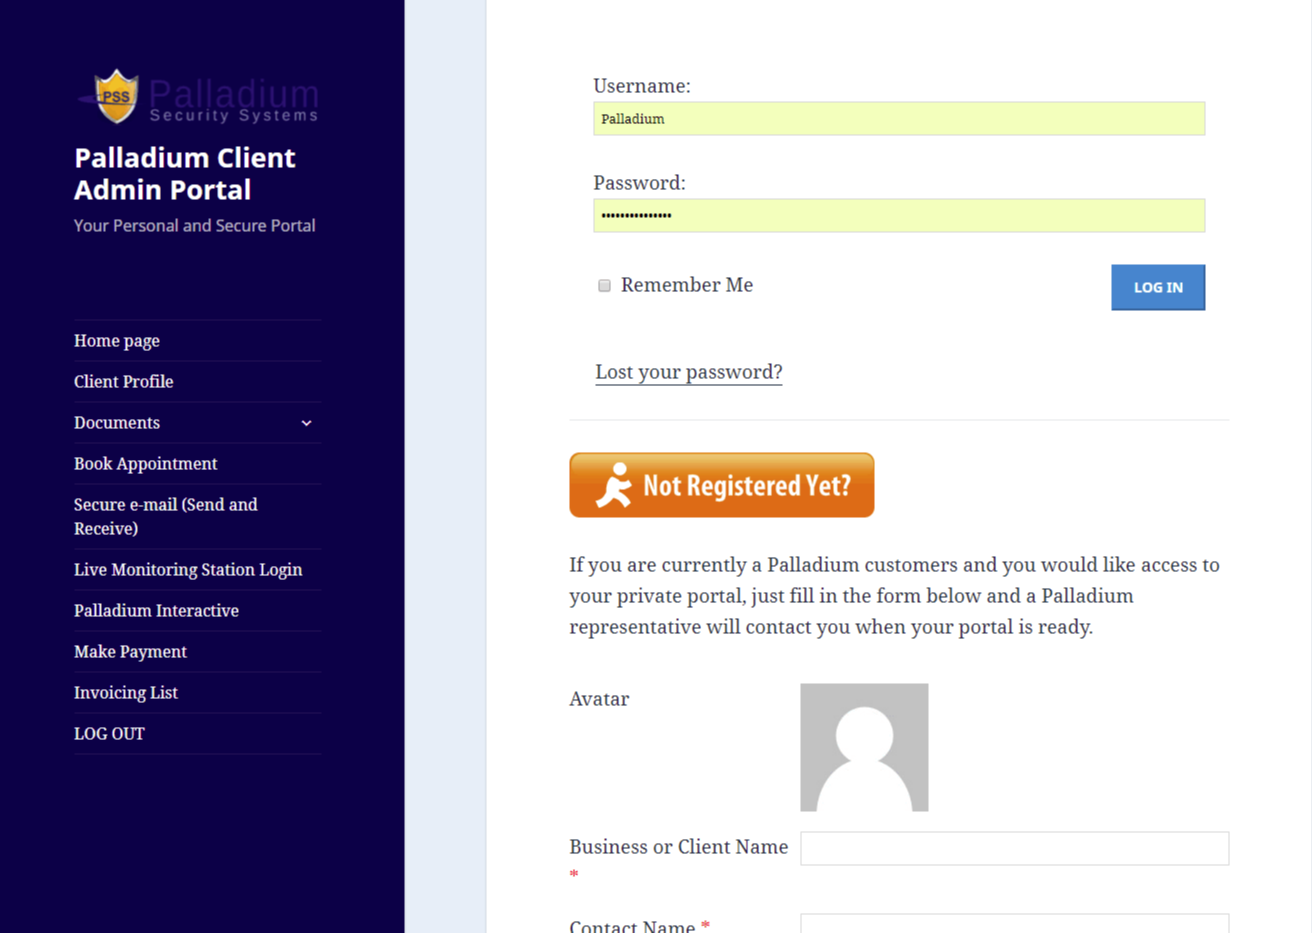 PSS
Palladium
Security Systems
Palladium Client
Admin Portal
Your Personal and Secure Portal
Home page
Client Profile
Documents
Book Appointment
Secure e-mail (Send and
Receive)
Live Monitoring Station Login
Palladium Interactive
Make Payment
Invoicing List
LOG OUT
Username:
Palladium
Password:
•••••••••••••••
Remember Me
LOG IN
Lost your password?
Not Registered Yet?
If you are currently a Palladium customers and you would like access to
your private portal, just fill in the form below and a Palladium
representative will contact you when your portal is ready.
Avatar
Business or Client Name
*
Contact Name *